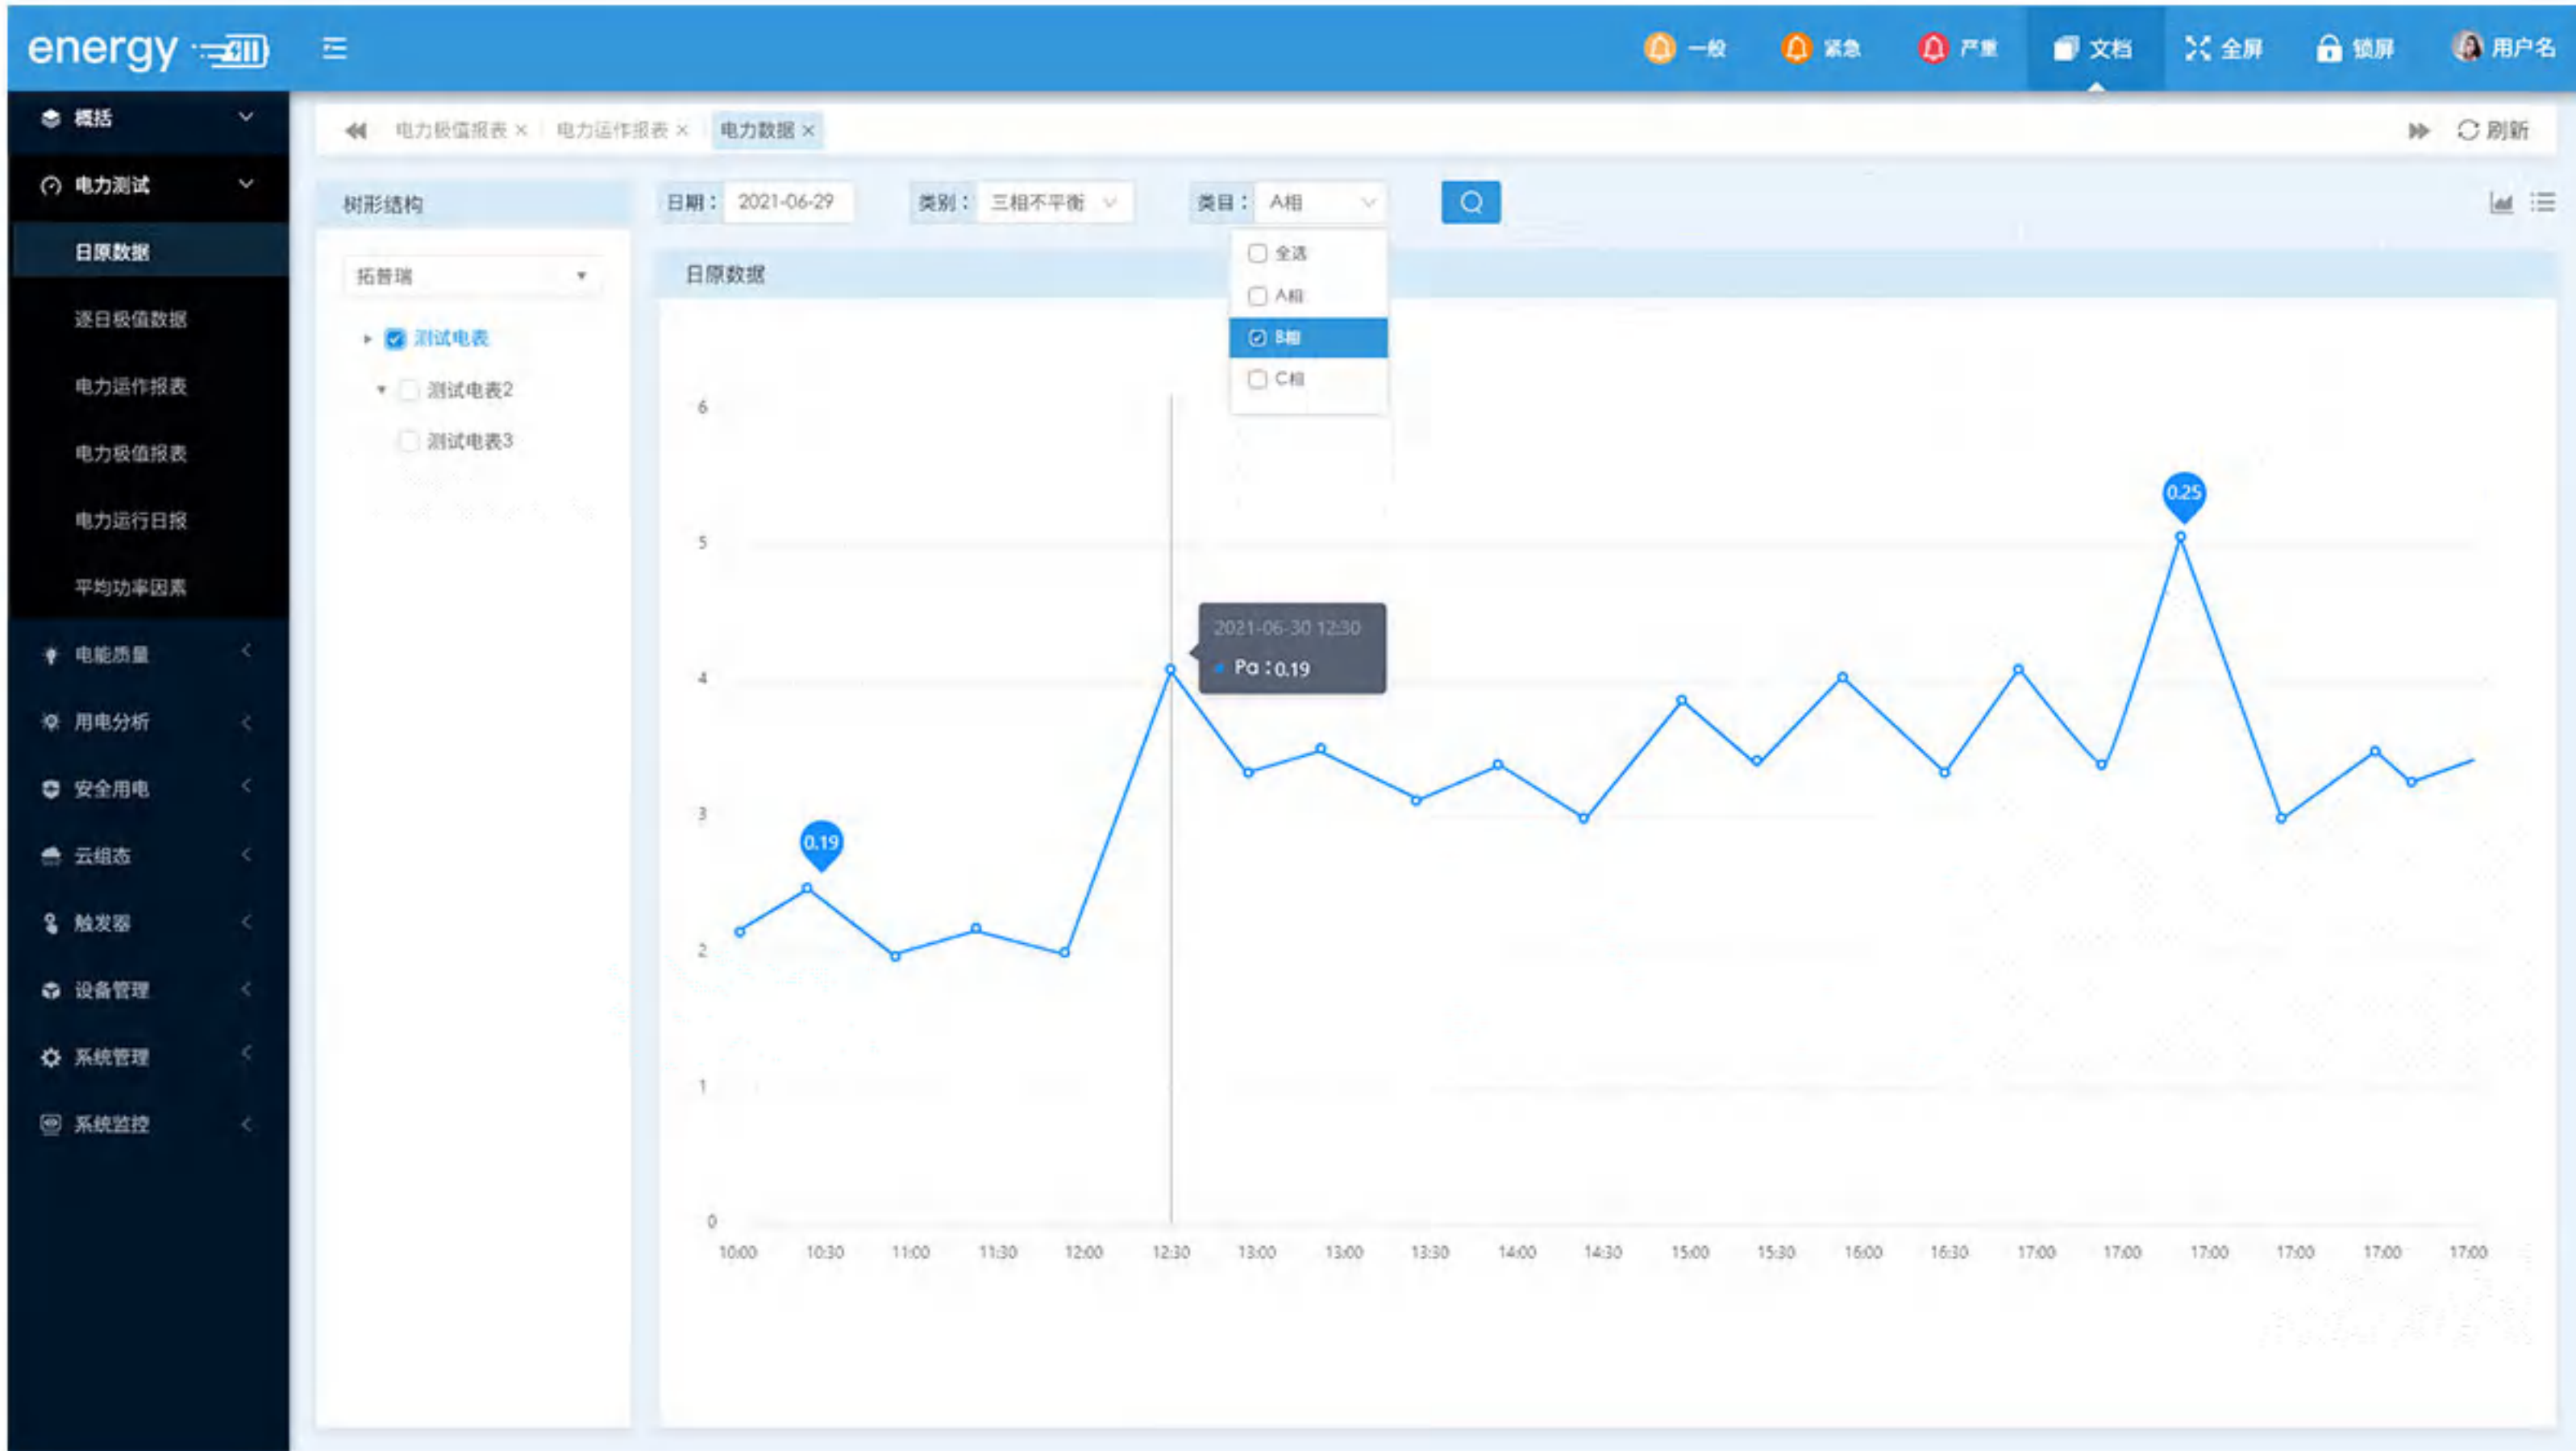 energy
一般 紧急 严重 文档 全屏 锁屏 用户名
概括
电力测试
日原数据
逐日极值数据
电力运作报表
电力极值报表
电力运行日报
平均功率因素
电能质量
用电分析
安全用电
云组态
触发器
设备管理
系统管理
系统监控
电力极值报表 × 电力运作报表 × 电力数据 × 刷新
树形结构
拓普瑞
测试电表
测试电表2
测试电表3
日期： 2021-06-29 类别： 三相不平衡 类目： A相
全选
A相
B相
C相
日原数据
6
5
4
3
2
1
0
0.19
2021-06-30 12:30
Pa：0.19
0.25
10:00 10:30 11:00 11:30 12:00 12:30 13:00 13:00 13:30 14:00 14:30 15:00 15:30 16:00 16:30 17:00 17:00 17:00 17:00 17:00 17:00